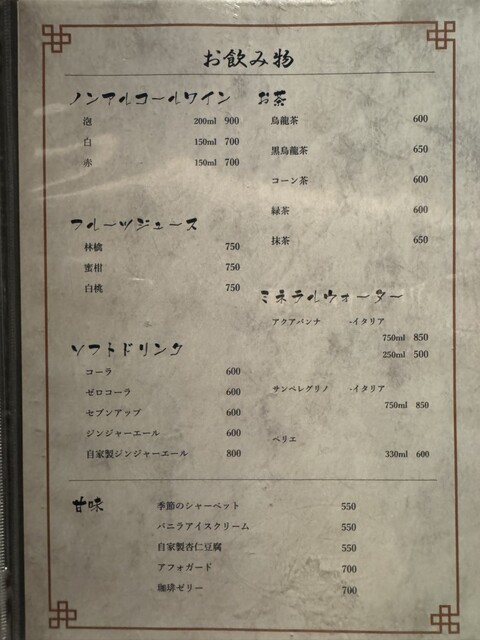 お飲み物
ノンアルコールワイン
泡 200ml 900
白 150ml 700
赤 150ml 700
フルーツジュース
林檎 750
蜜柑 750
白桃 750
ソフトドリンク
コーラ 600
ゼロコーラ 600
セブンアップ 600
ジンジャーエール 600
自家製ジンジャーエール 800
お茶
烏龍茶 600
黒烏龍茶 650
コーン茶 600
緑茶 600
抹茶 650
ミネラルウォーター
アクアパンナ -イタリア
750ml 850
250ml 500
サンペレグリノ -イタリア
750ml 850
ペリエ
330ml 600
甘味
季節のシャーベット 550
バニラアイスクリーム 550
自家製杏仁豆腐 550
アフォガード 700
珈琲ゼリー 700